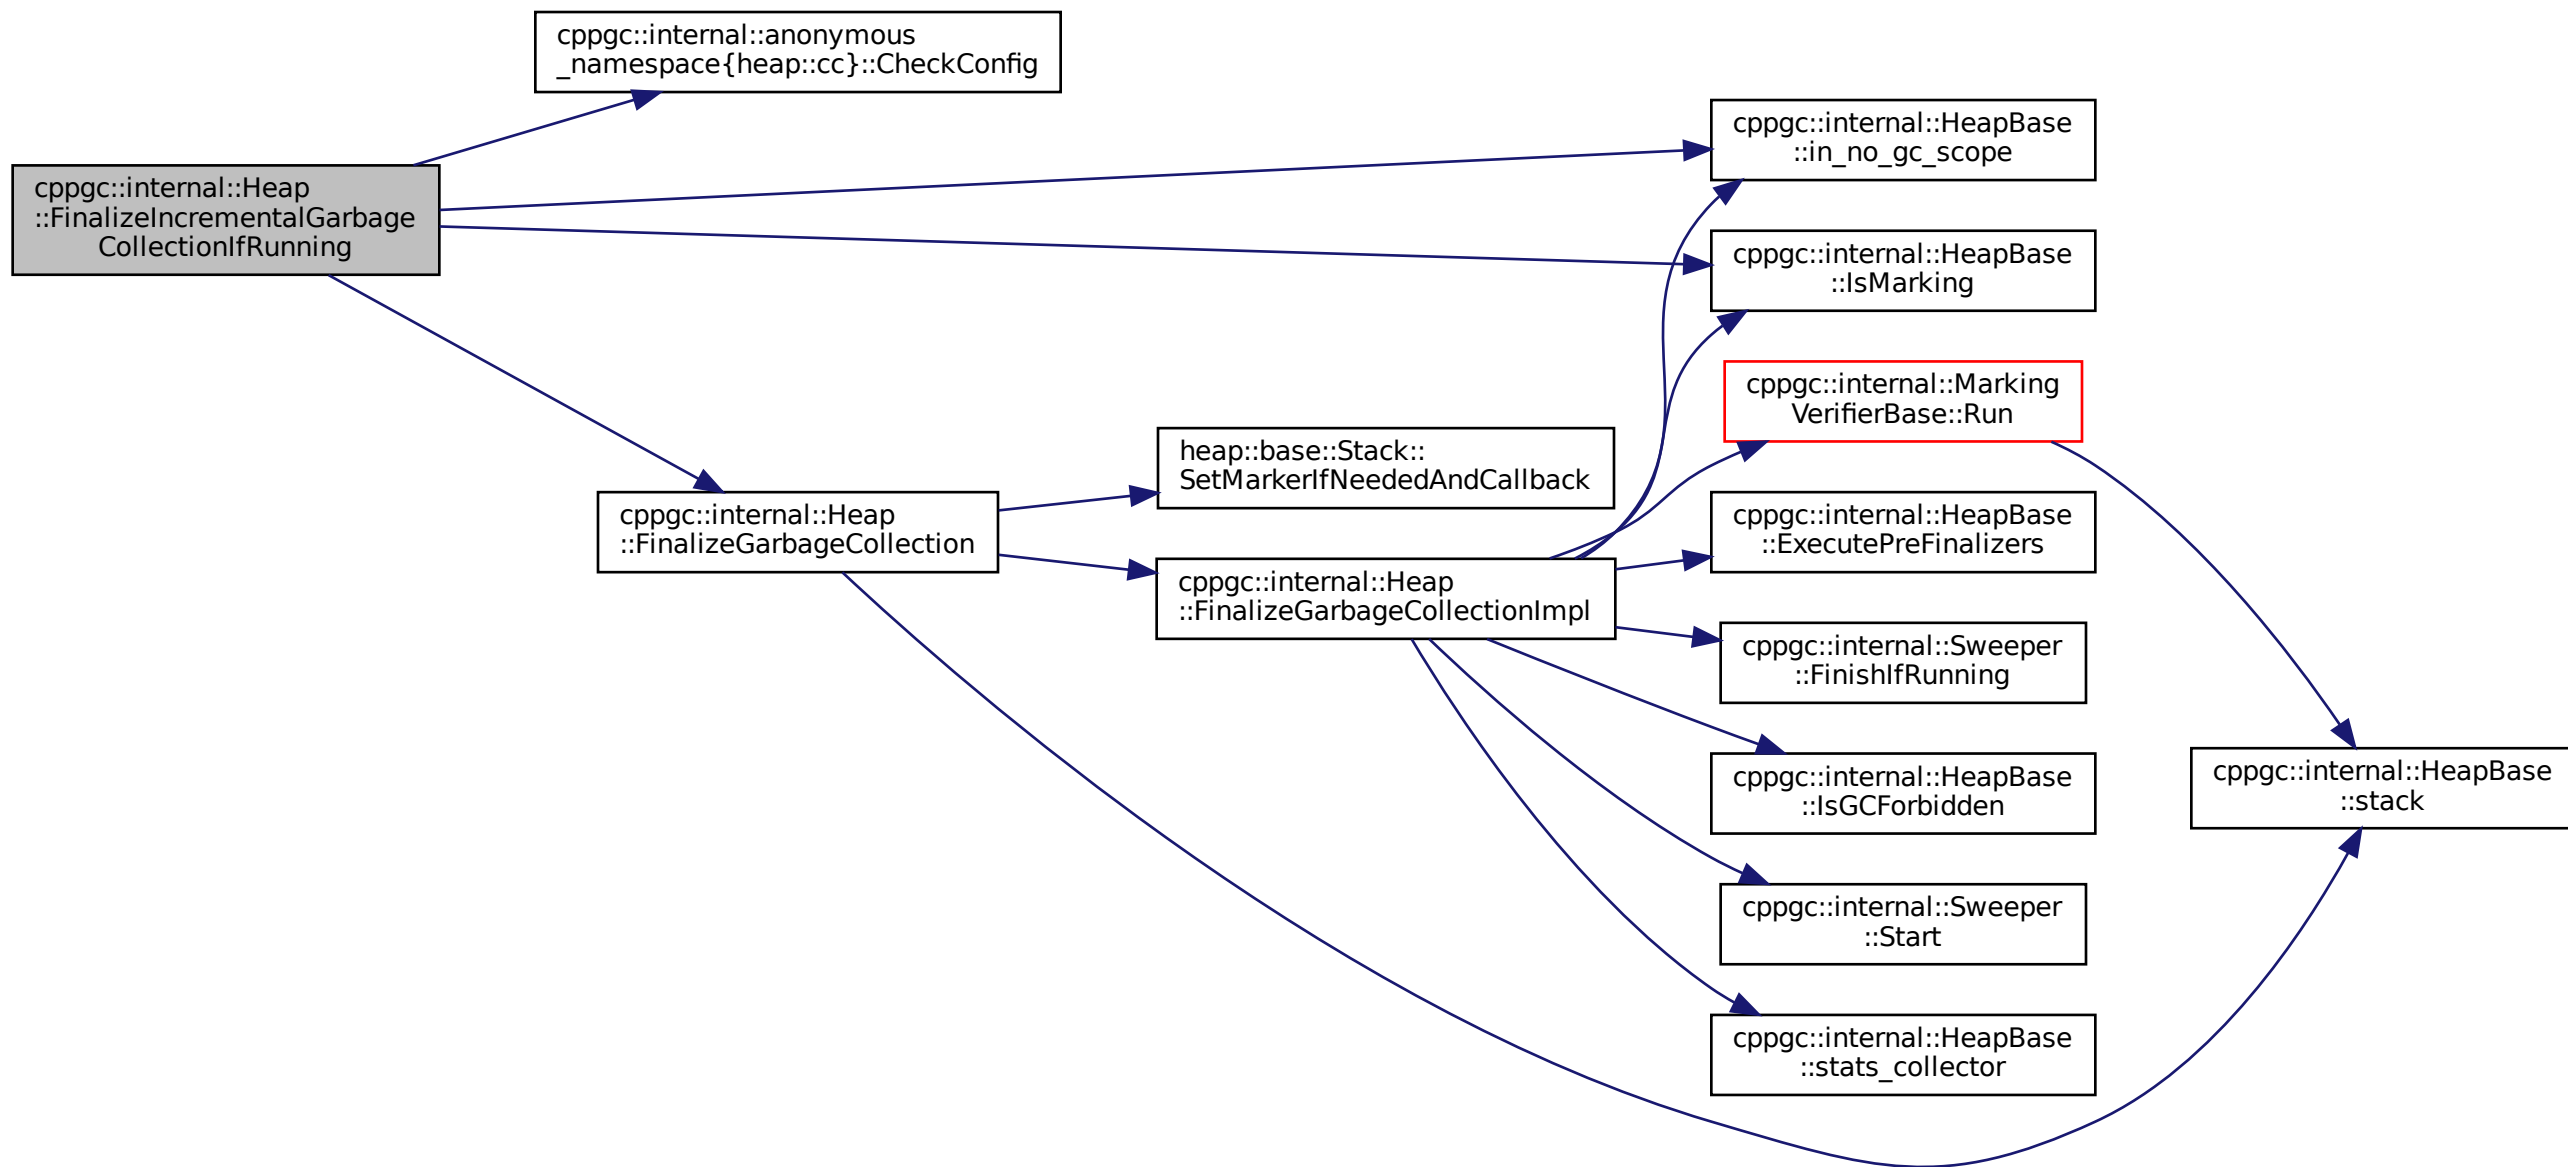 cppgc::internal::anonymous
_namespace{heap::cc}::CheckConfig
cppgc::internal::Heap
::FinalizeIncrementalGarbage
CollectionIfRunning
cppgc::internal::HeapBase
::in_no_gc_scope
cppgc::internal::HeapBase
::IsMarking
cppgc::internal::Marking
VerifierBase::Run
heap::base::Stack::
SetMarkerIfNeededAndCallback
cppgc::internal::Heap
::FinalizeGarbageCollection
cppgc::internal::HeapBase
::ExecutePreFinalizers
cppgc::internal::Heap
::FinalizeGarbageCollectionImpl
cppgc::internal::Sweeper
::FinishIfRunning
cppgc::internal::HeapBase
::IsGCForbidden
cppgc::internal::HeapBase
::stack
cppgc::internal::Sweeper
::Start
cppgc::internal::HeapBase
::stats_collector